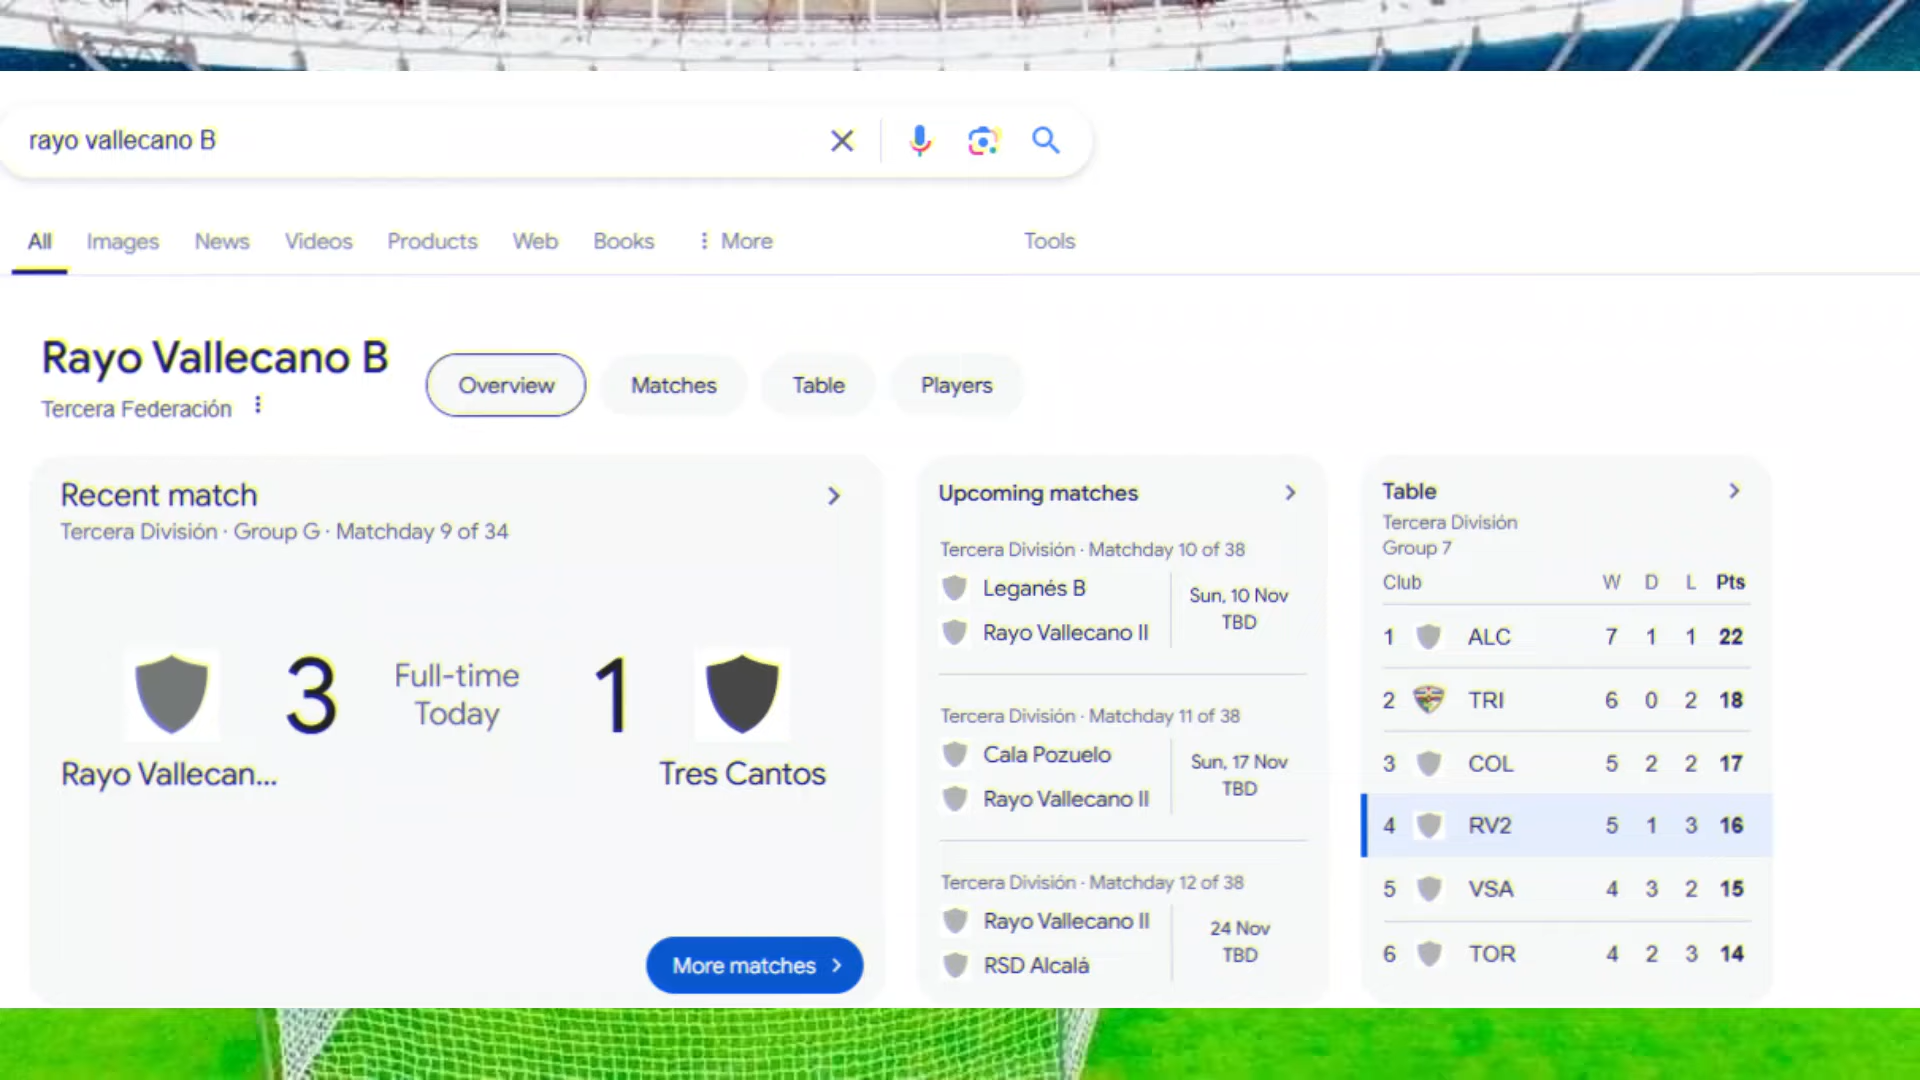 rayo vallecano B
All Images News Videos Products Web Books More Tools
Rayo Vallecano B
Tercera Federación
Overview Matches Table Players
Recent match
Tercera División · Group G · Matchday 9 of 34
3 Full-time 1
Today
Rayo Vallecan... Tres Cantos
More matches
Upcoming matches
Tercera División · Matchday 10 of 38
Leganés B
Rayo Vallecano II
Sun, 10 Nov
TBD
Tercera División · Matchday 11 of 38
Cala Pozuelo
Rayo Vallecano II
Sun, 17 Nov
TBD
Tercera División · Matchday 12 of 38
Rayo Vallecano II
RSD Alcalá
24 Nov
TBD
Table
Tercera División
Group 7
Club W D L Pts
1 ALC 7 1 1 22
2 TRI 6 0 2 18
3 COL 5 2 2 17
4 RV2 5 1 3 16
5 VSA 4 3 2 15
6 TOR 4 2 3 14